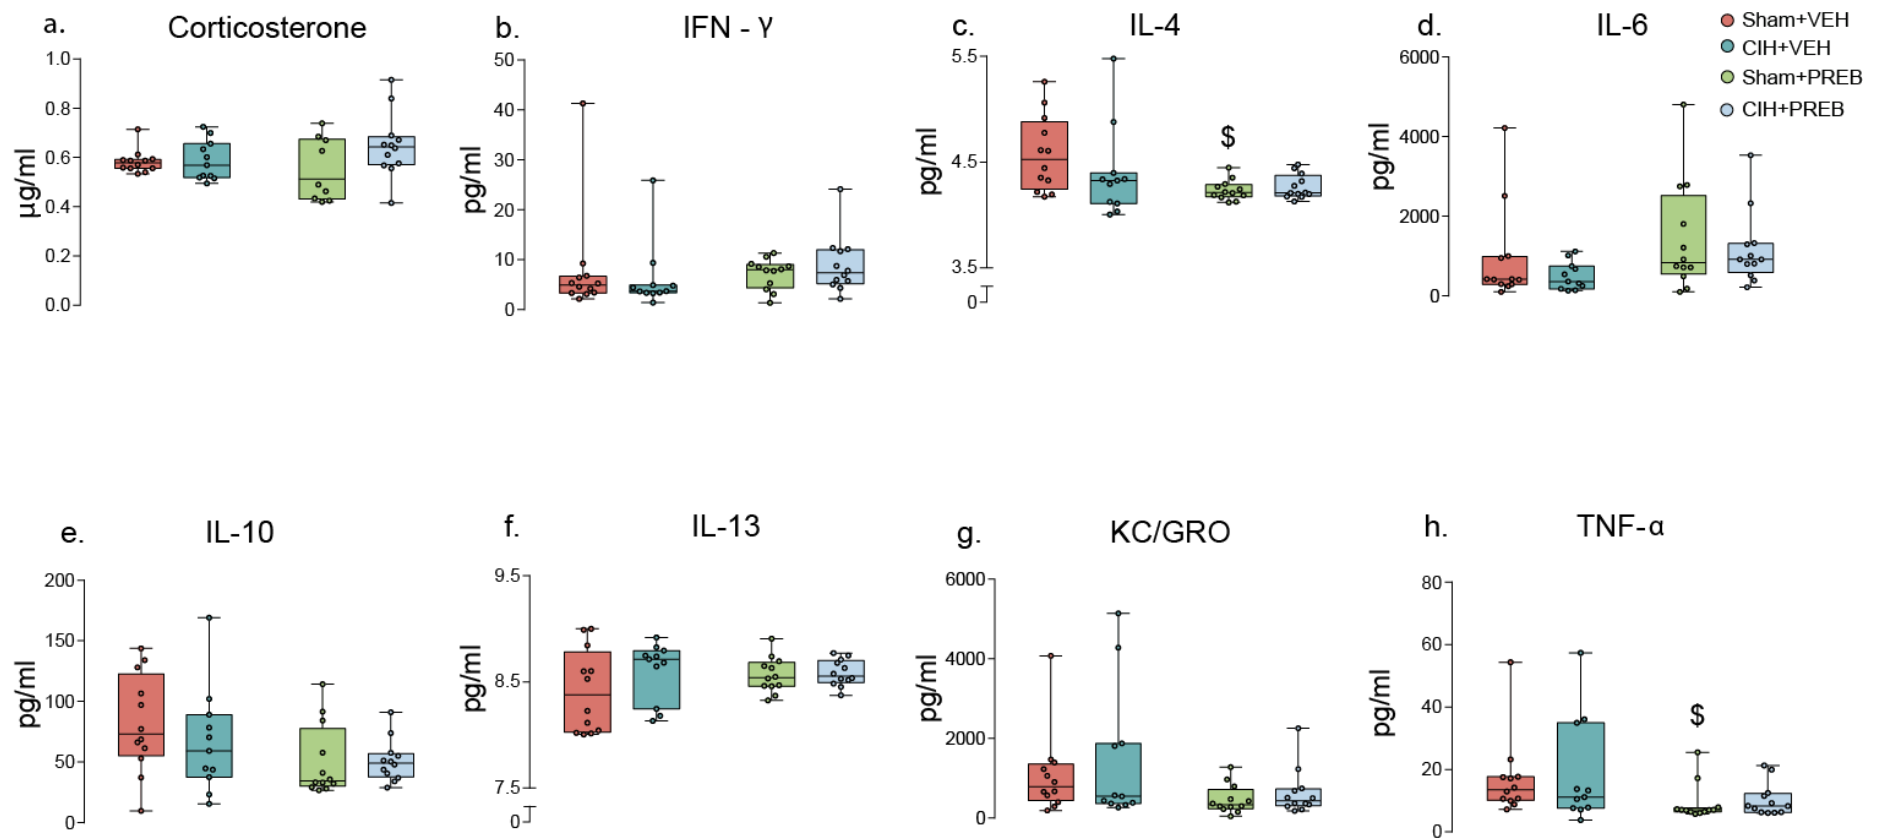 a. Corticosterone
1.0
0.8
0.6
0.4
0.2
0.0
µg/ml
b. IFN - γ
50
40
30
20
10
0
pg/ml
c. IL-4
5.5
4.5
3.5
0
pg/ml
$
d. IL-6
6000
4000
2000
0
pg/ml
Sham+VEH
CIH+VEH
Sham+PREB
CIH+PREB
e. IL-10
200
150
100
50
0
pg/ml
f. IL-13
9.5
8.5
7.5
0
pg/ml
g. KC/GRO
6000
4000
2000
0
pg/ml
h. TNF-α
80
60
40
20
0
pg/ml
$